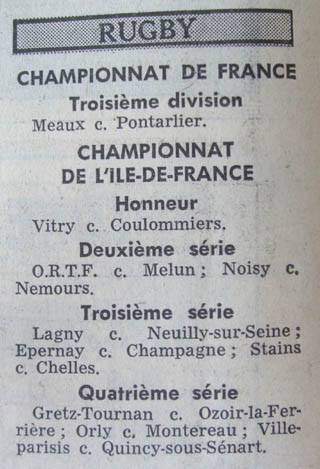 RUGBY
CHAMPIONNAT DE FRANCE
Troisième division
Meaux c. Pontarlier.
CHAMPIONNAT
DE L'ILE-DE-FRANCE
Honneur
Vitry c. Coulommiers.
Deuxième série
O.R.T.F. c. Melun ; Noisy c.
Nemours.
Troisième série
Lagny c. Neuilly-sur-Seine ;
Epernay c. Champagne ; Stains
c. Chelles.
Quatrième série
Gretz-Tournan c. Ozoir-la-Fer-
rière ; Orly c. Montereau ; Ville-
parisis c. Quincy-sous-Sénart.